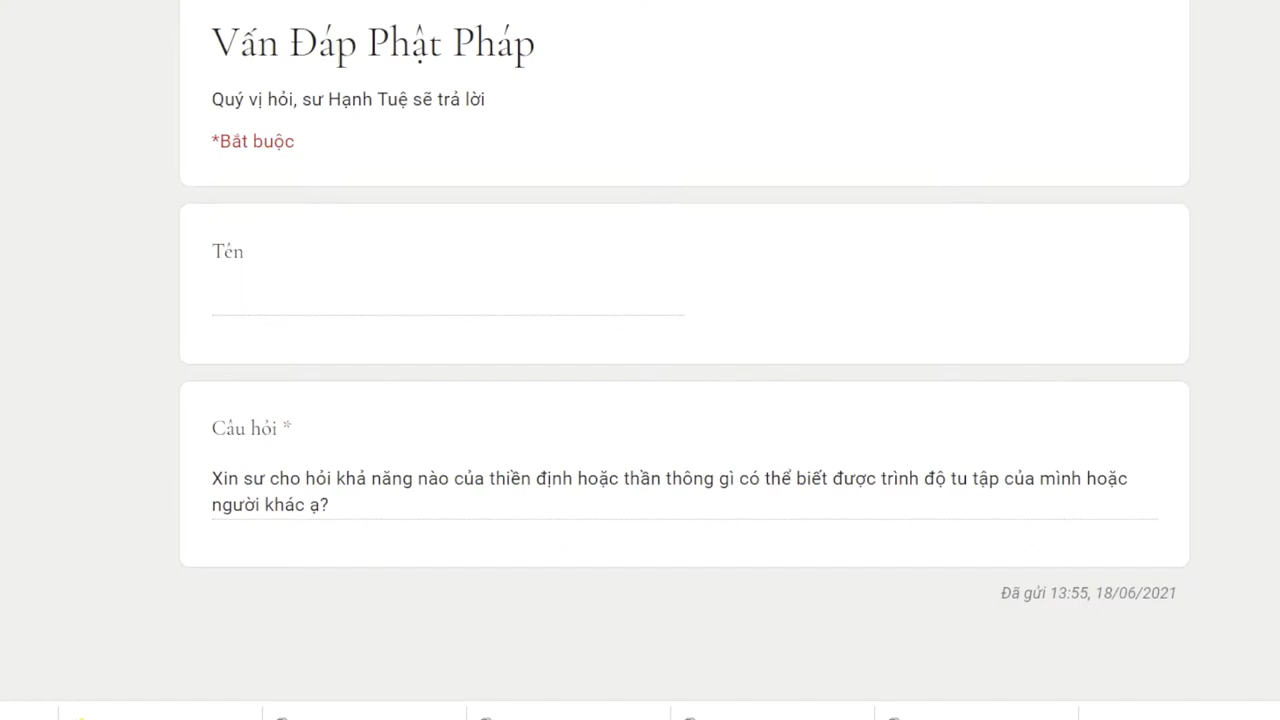 Vấn Đáp Phật Pháp
Quý vị hỏi, sư Hạnh Tuệ sẽ trả lời
*Bắt buộc
Tên
Câu hỏi *
Xin sư cho hỏi khả năng nào của thiền định hoặc thần thông gì có thể biết được trình độ tu tập của mình hoặc
người khác ạ?
Đã gửi 13:55, 18/06/2021